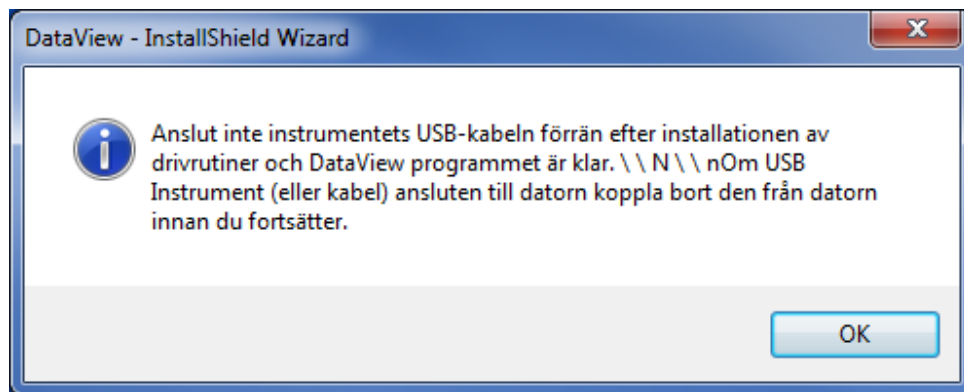 DataView - InstallShield Wizard
Anslut inte instrumentets USB-kabeln förrän efter installationen av
drivrutiner och DataView programmet är klar. \ \ N \ \ nOm USB
Instrument (eller kabel) ansluten till datorn koppla bort den från datorn
innan du fortsätter.
OK